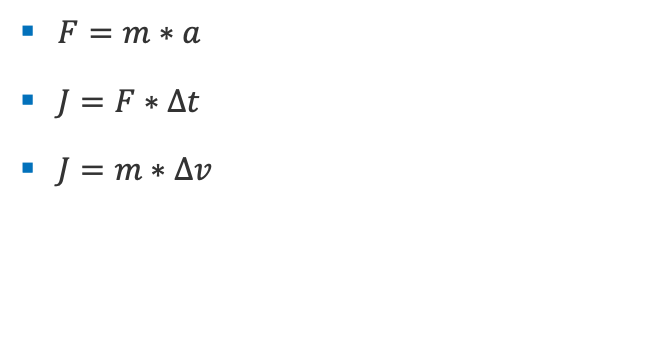 ▪ F = m * a
▪ J = F * Δt
▪ J = m * Δv